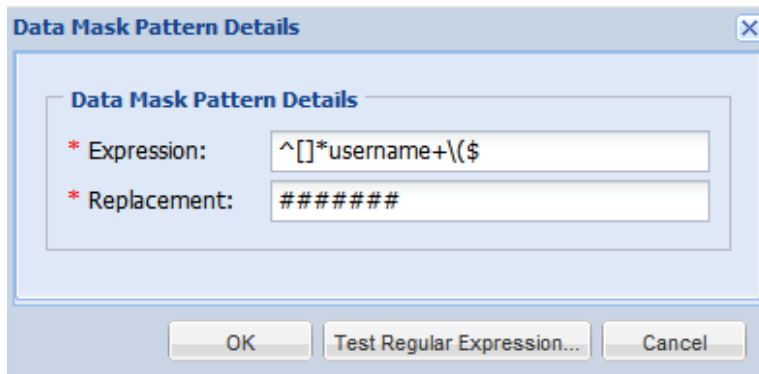 Data Mask Pattern Details
Data Mask Pattern Details
* Expression: ^[]*username+\($
* Replacement: #######
OK Test Regular Expression... Cancel